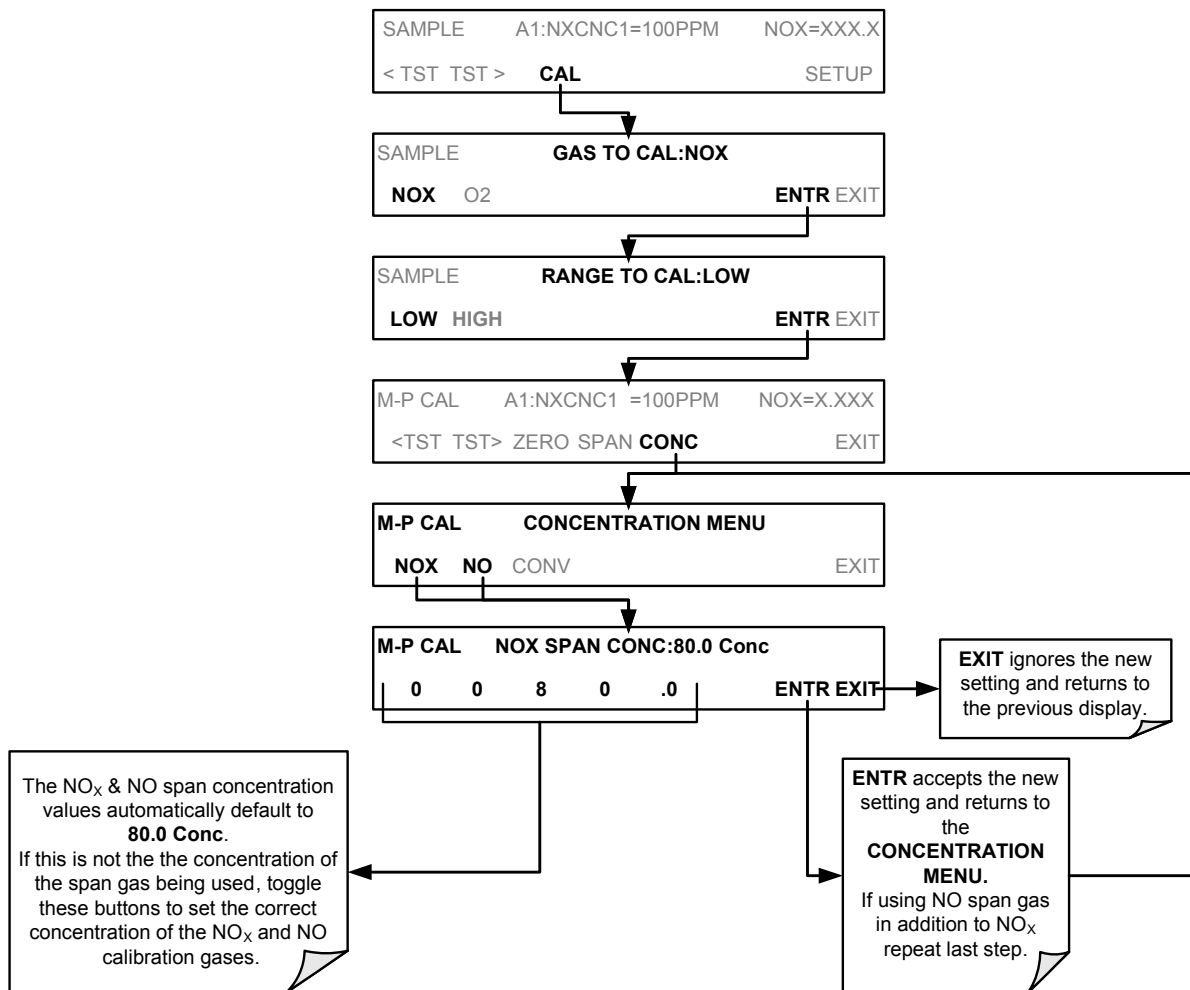 SAMPLE A1:NXCNC1=100PPM NOX=XXX.X
< TST TST > CAL SETUP
SAMPLE GAS TO CAL:NOX
NOX O2 ENTR EXIT
SAMPLE RANGE TO CAL:LOW
LOW HIGH ENTR EXIT
M-P CAL A1:NXCNC1 =100PPM NOX=X.XXX
<TST TST> ZERO SPAN CONC EXIT
M-P CAL CONCENTRATION MENU
NOX NO CONV EXIT
M-P CAL NOX SPAN CONC:80.0 Conc
0 0 8 0 .0 ENTR EXIT
EXIT ignores the new
setting and returns to
the previous display.
The NOX & NO span concentration
values automatically default to
80.0 Conc.
If this is not the the concentration of
the span gas being used, toggle
these buttons to set the correct
concentration of the NOX and NO
calibration gases.
ENTR accepts the new
setting and returns to
the
CONCENTRATION
MENU.
If using NO span gas
in addition to NOX
repeat last step.